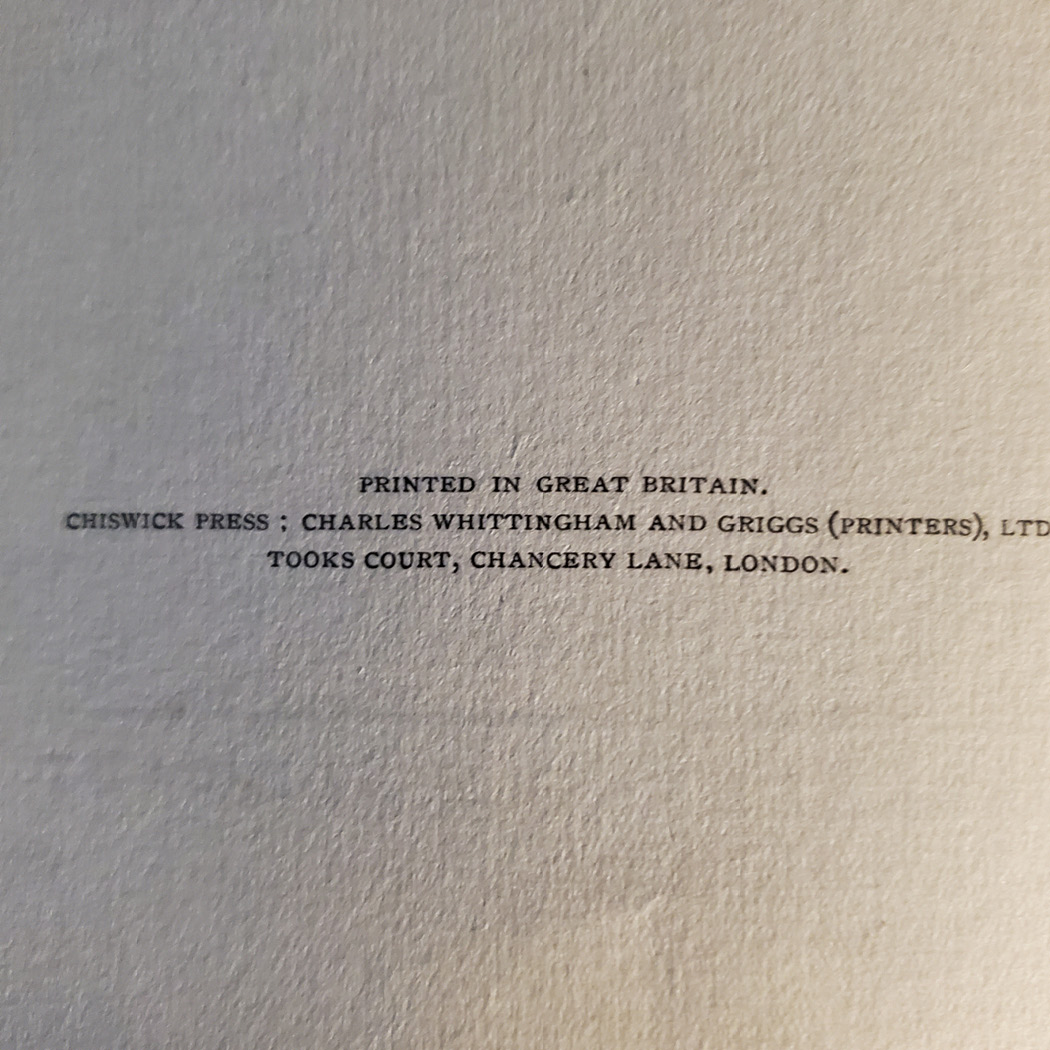 PRINTED IN GREAT BRITAIN.
CHISWICK PRESS : CHARLES WHITTINGHAM AND GRIGGS (PRINTERS), LTD
TOOKS COURT, CHANCERY LANE, LONDON.